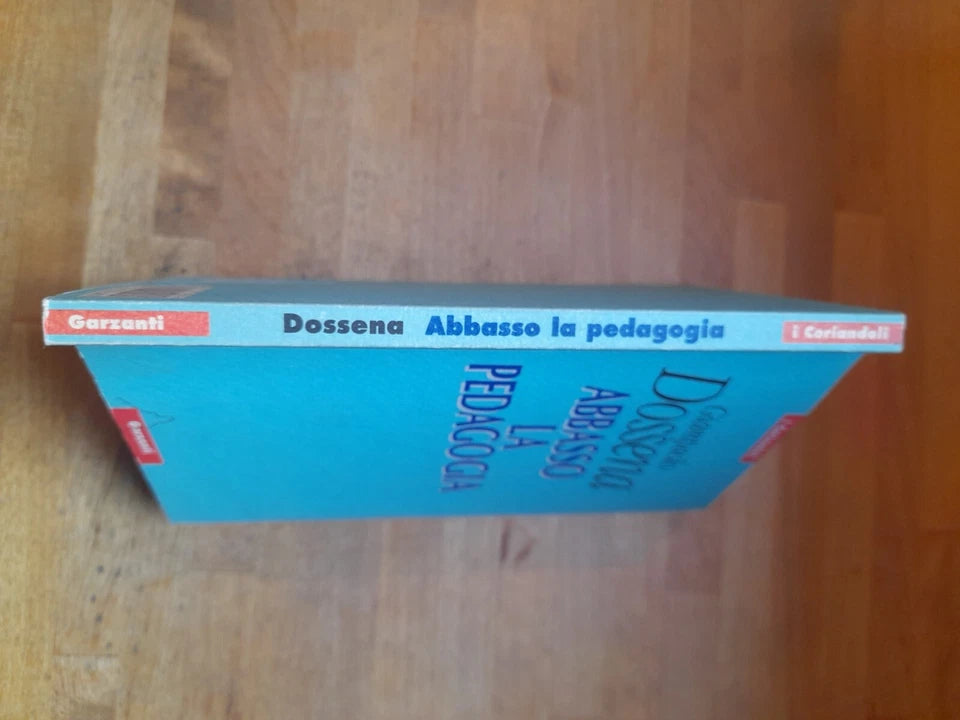 Garzanti Dossena Abbasso la pedagogia i Coriandoli
Giampaolo
Dossena
ABBASSO
LA
PEDAGOGIA
Garzanti